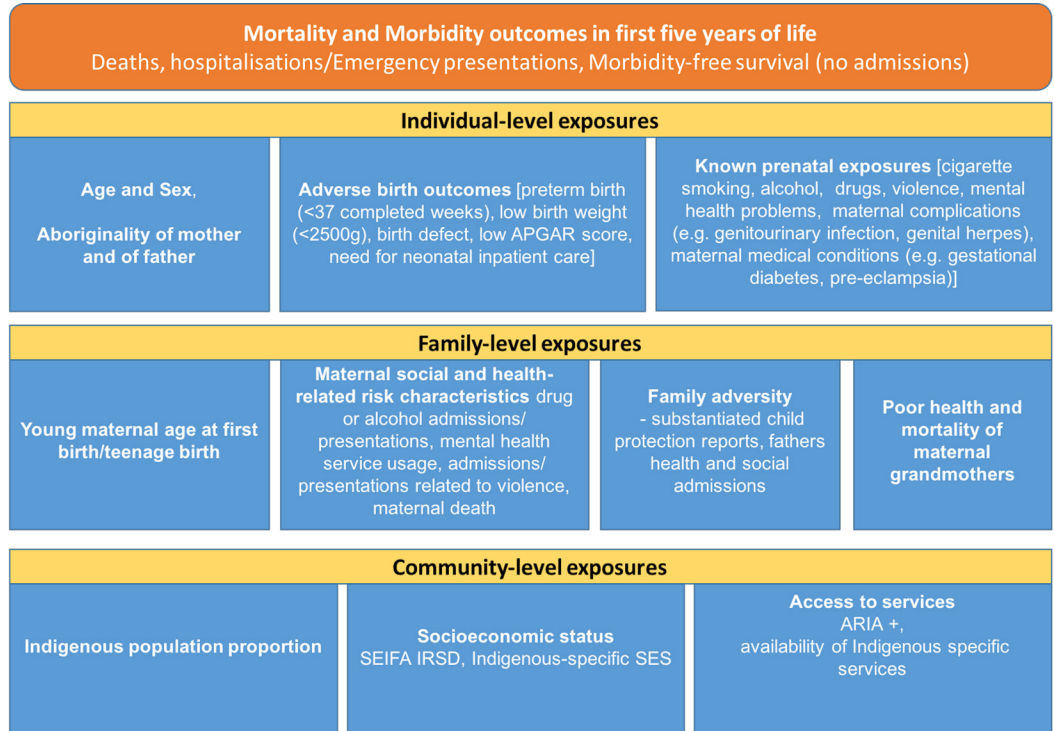 Mortality and Morbidity outcomes in first five years of life
Deaths, hospitalisations/Emergency presentations, Morbidity-free survival (no admissions)
Individual-level exposures
Age and Sex,
Aboriginality of mother
and of father
Adverse birth outcomes [preterm birth
(<37 completed weeks), low birth weight
(<2500g), birth defect, low APGAR score,
need for neonatal inpatient care]
Known prenatal exposures [cigarette
smoking, alcohol, drugs, violence, mental
health problems, maternal complications
(e.g. genitourinary infection, genital herpes),
maternal medical conditions (e.g. gestational
diabetes, pre-eclampsia)]
Family-level exposures
Young maternal age at first
birth/teenage birth
Maternal social and health-
related risk characteristics drug
or alcohol admissions/
presentations, mental health
service usage, admissions/
presentations related to violence,
maternal death
Family adversity
- substantiated child
protection reports, fathers
health and social
admissions
Poor health and
mortality of
maternal
grandmothers
Community-level exposures
Indigenous population proportion
Socioeconomic status
SEIFA IRSD, Indigenous-specific SES
Access to services
ARIA +,
availability of Indigenous specific
services